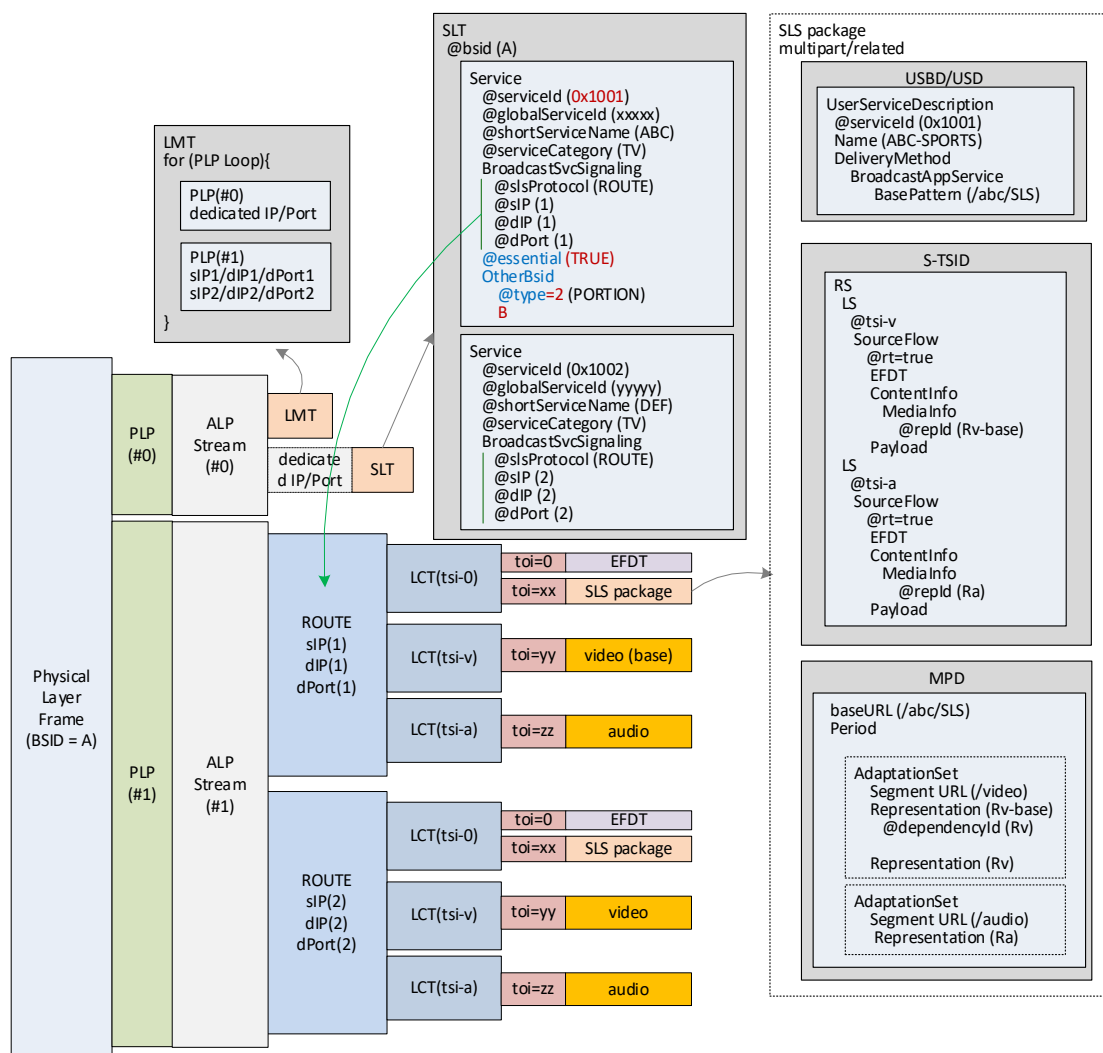 SLT
@bsid (A)
Service
@serviceId (0x1001)
@globalServiceId (xxxxx)
@shortServiceName (ABC)
@serviceCategory (TV)
BroadcastSvcSignaling
@slsProtocol (ROUTE)
@sIP (1)
@dIP (1)
@dPort (1)
@essential (TRUE)
OtherBsid
@type=2 (PORTION)
B
Service
@serviceId (0x1002)
@globalServiceId (yyyyy)
@shortServiceName (DEF)
@serviceCategory (TV)
BroadcastSvcSignaling
@slsProtocol (ROUTE)
@sIP (2)
@dIP (2)
@dPort (2)
LMT
for (PLP Loop){
PLP(#0)
dedicated IP/Port
PLP(#1)
sIP1/dIP1/dPort1
sIP2/dIP2/dPort2
}
Physical
Layer
Frame
(BSID = A)
PLP
(#0)
ALP
Stream
(#0)
LMT
dedicate
d IP/Port
SLT
PLP
(#1)
ALP
Stream
(#1)
ROUTE
sIP(1)
dIP(1)
dPort(1)
LCT(tsi-0)
toi=0
EFDT
toi=xx
SLS package
LCT(tsi-v)
toi=yy
video (base)
LCT(tsi-a)
toi=zz
audio
ROUTE
sIP(2)
dIP(2)
dPort(2)
LCT(tsi-0)
toi=0
EFDT
toi=xx
SLS package
LCT(tsi-v)
toi=yy
video
LCT(tsi-a)
toi=zz
audio
SLS package
multipart/related
USBD/USD
UserServiceDescription
@serviceId (0x1001)
Name (ABC-SPORTS)
DeliveryMethod
BroadcastAppService
BasePattern (/abc/SLS)
S-TSID
RS
LS
@tsi-v
SourceFlow
@rt=true
EFDT
ContentInfo
MediaInfo
@repId (Rv-base)
Payload
LS
@tsi-a
SourceFlow
@rt=true
EFDT
ContentInfo
MediaInfo
@repId (Ra)
Payload
MPD
baseURL (/abc/SLS)
Period
AdaptationSet
Segment URL (/video)
Representation (Rv-base)
@dependencyId (Rv)
Representation (Rv)
AdaptationSet
Segment URL (/audio)
Representation (Ra)